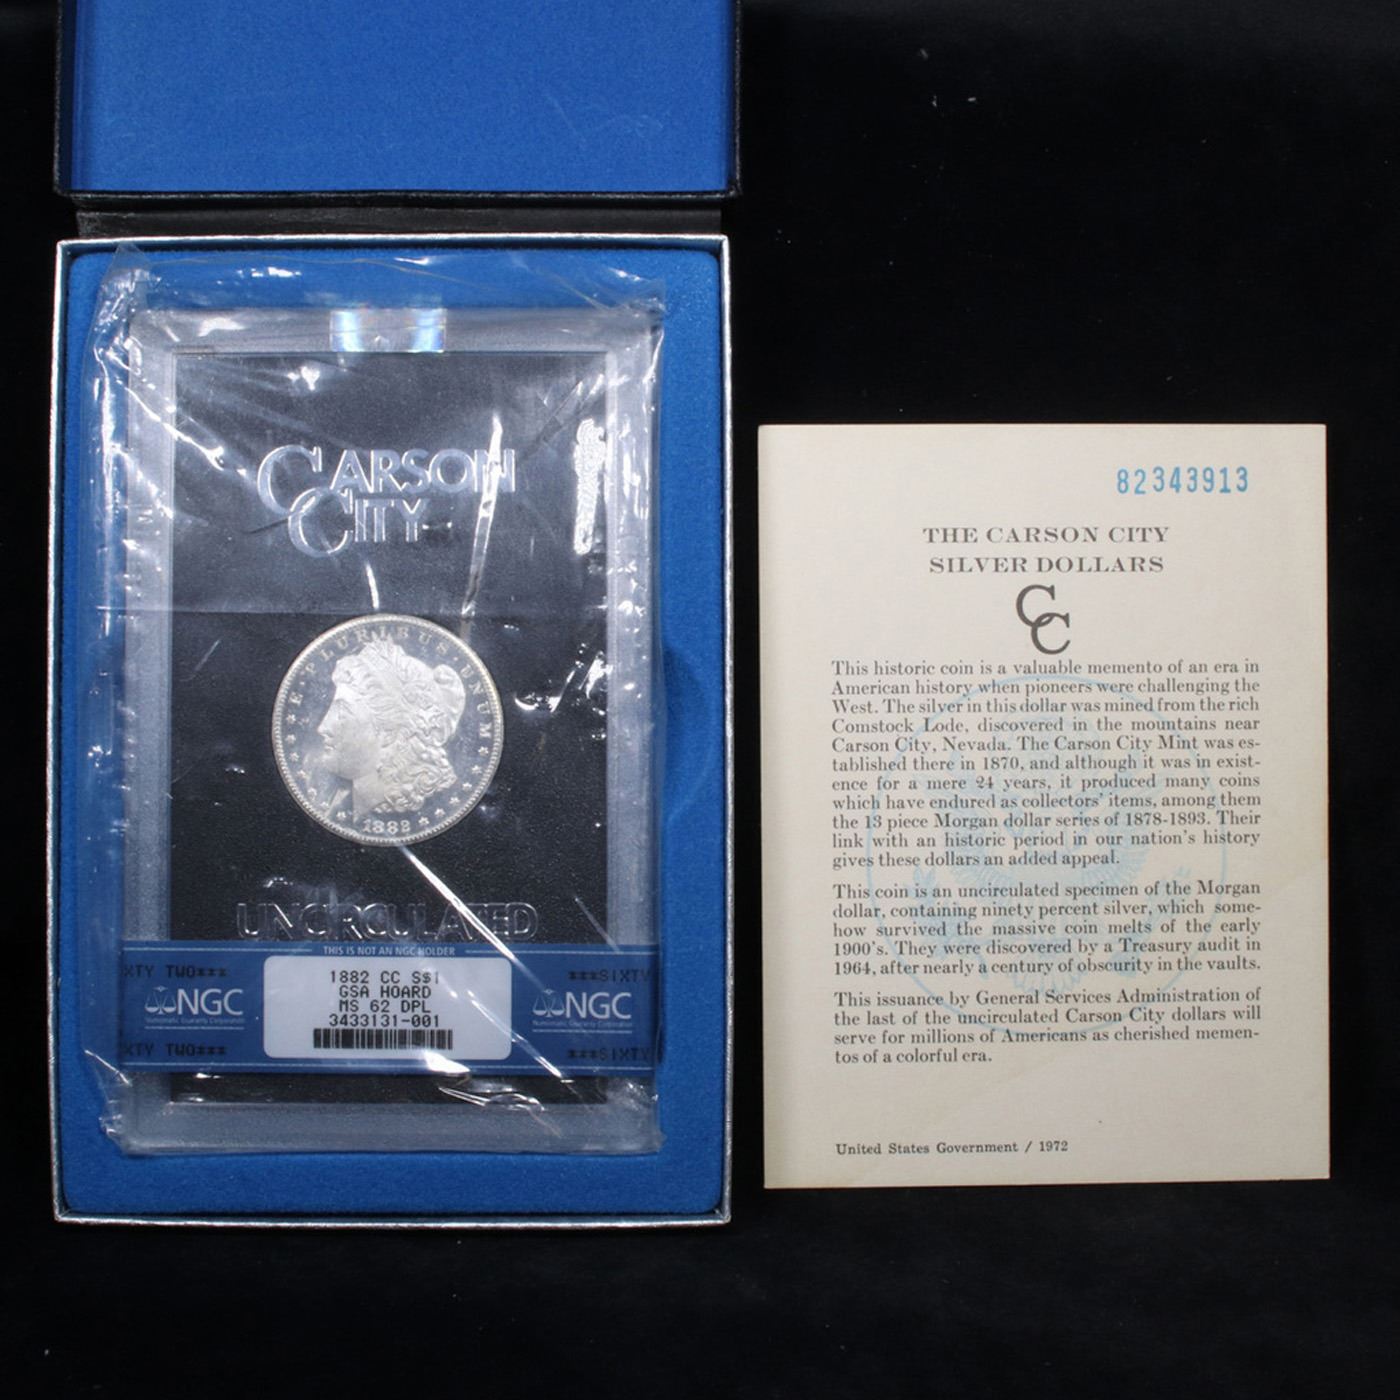 CARSON
CITY
E·PLURIBUS·UNUM
1882
UNCIRCULATED
THIS IS NOT AN NGC HOLDER
XTY TWO***
1882 CC S$1
***SIXTY
NGC
GSA HOARD
NGC
Numismatic Guaranty Corporation
MS 62 DPL
Numismatic Guaranty Corporation
3433131-001
XTY TWO***
***SIXTY
82343913
THE CARSON CITY
SILVER DOLLARS
CC
This historic coin is a valuable memento of an era in
American history when pioneers were challenging the
West. The silver in this dollar was mined from the rich
Comstock Lode, discovered in the mountains near
Carson City, Nevada. The Carson City Mint was es-
tablished there in 1870, and although it was in exist-
ence for a mere 24 years, it produced many coins
which have endured as collectors' items, among them
the 13 piece Morgan dollar series of 1878-1893. Their
link with an historic period in our nation's history
gives these dollars an added appeal.
This coin is an uncirculated specimen of the Morgan
dollar, containing ninety percent silver, which some-
how survived the massive coin melts of the early
1900's. They were discovered by a Treasury audit in
1964, after nearly a century of obscurity in the vaults.
This issuance by General Services Administration of
the last of the uncirculated Carson City dollars will
serve for millions of Americans as cherished memen-
tos of a colorful era.
United States Government / 1972